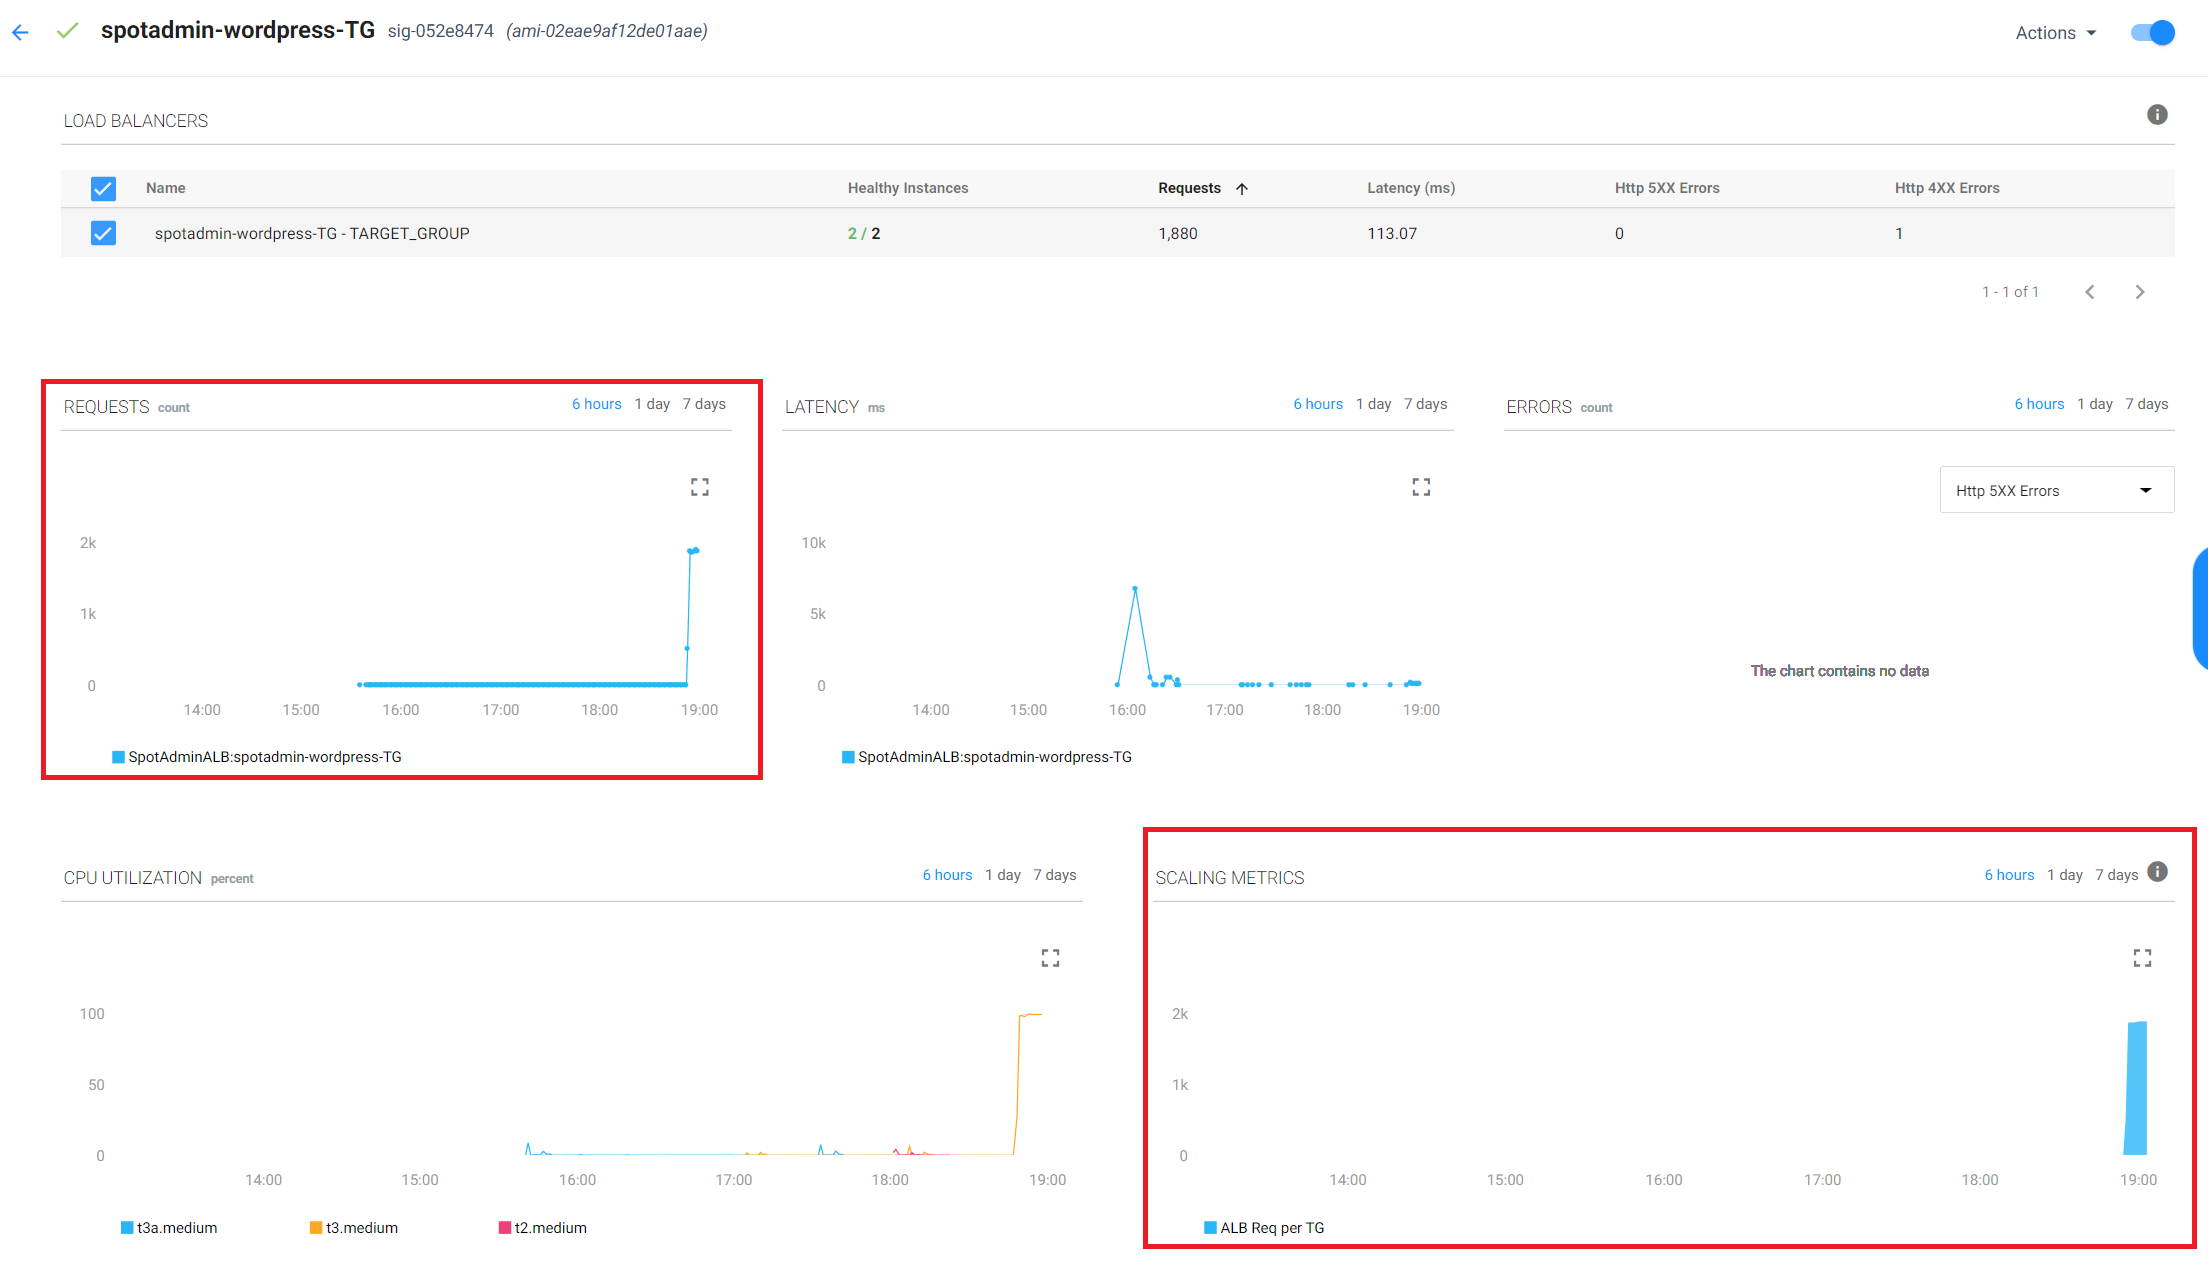 spotadmin-wordpress-TG sig-052e8474 (ami-02eae9af12de01aae) Actions
LOAD BALANCERS
Name Healthy Instances Requests Latency (ms) Http 5XX Errors Http 4XX Errors
spotadmin-wordpress-TG - TARGET_GROUP 2 / 2 1,880 113.07 0 1
1 - 1 of 1
REQUESTS count 6 hours 1 day 7 days
2k
1k
0
14:00 15:00 16:00 17:00 18:00 19:00
SpotAdminALB:spotadmin-wordpress-TG
LATENCY ms 6 hours 1 day 7 days
10k
5k
0
14:00 15:00 16:00 17:00 18:00 19:00
SpotAdminALB:spotadmin-wordpress-TG
ERRORS count 6 hours 1 day 7 days
Http 5XX Errors
The chart contains no data
CPU UTILIZATION percent 6 hours 1 day 7 days
100
50
0
14:00 15:00 16:00 17:00 18:00 19:00
t3a.medium t3.medium t2.medium
SCALING METRICS 6 hours 1 day 7 days
2k
1k
0
14:00 15:00 16:00 17:00 18:00 19:00
ALB Req per TG